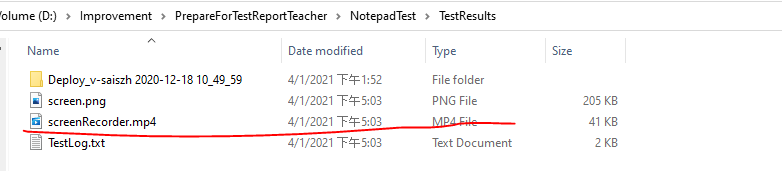 olume (D:) > Improvement > PrepareForTestReportTeacher > NotepadTest > TestResults
Name Date modified Type Size
Deploy_v-saiszh 2020-12-18 10_49_59 4/1/2021 下午1:52 File folder
screen.png 4/1/2021 下午5:03 PNG File 205 KB
screenRecorder.mp4 4/1/2021 下午5:03 MP4 File 41 KB
TestLog.txt 4/1/2021 下午5:03 Text Document 2 KB